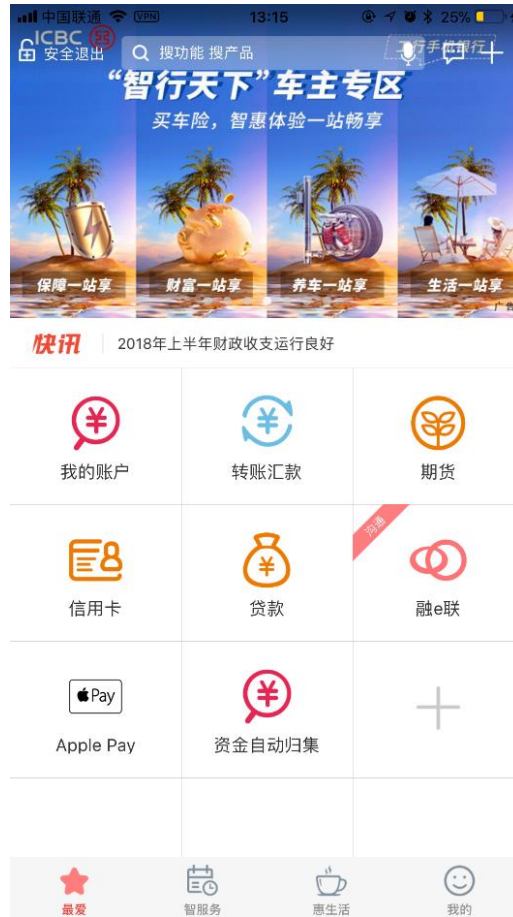 中国联通 VPN 13:15 25%
ICBC
安全退出 搜功能 搜产品
“智行天下”车主专区
买车险，智惠体验一站畅享
保障一站享 财富一站享 养车一站享 生活一站享
广告
快讯 2018年上半年财政收支运行良好
我的账户 转账汇款 期货
沟通
信用卡 贷款 融e联
Pay
Apple Pay 资金自动归集
最爱 智服务 惠生活 我的